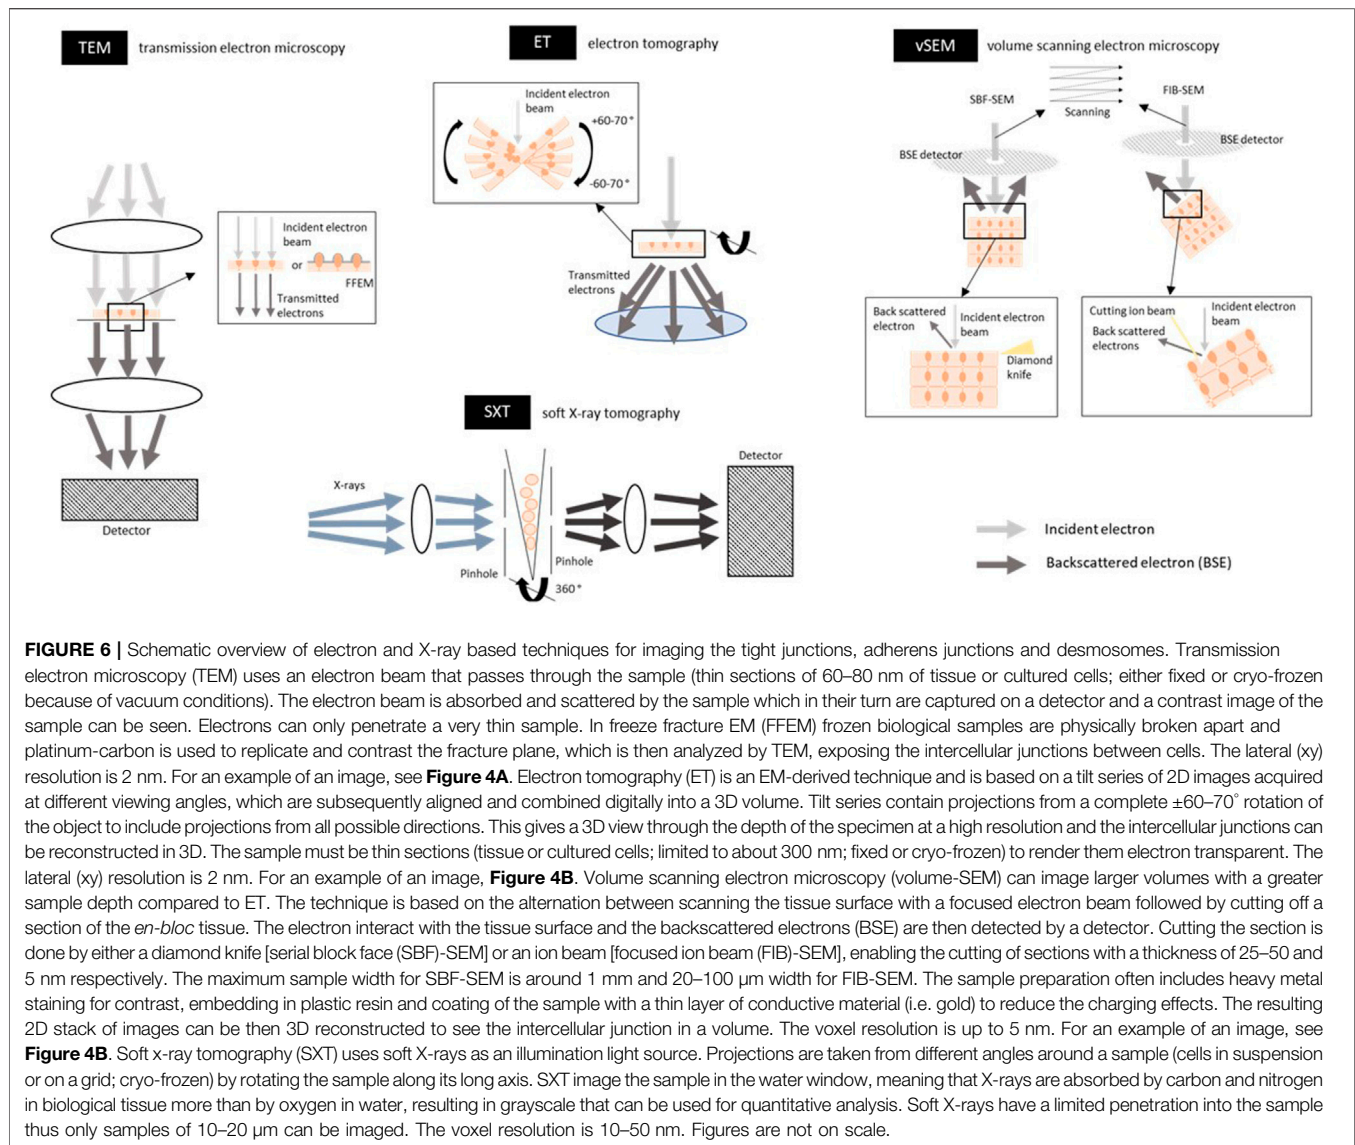 TEM transmission electron microscopy
Incident electron
beam
or
FFEM
Transmitted
electrons
Detector
ET electron tomography
Incident electron
beam
+60-70°
-60-70°
Transmitted
electrons
vSEM volume scanning electron microscopy
SBF-SEM
Scanning
FIB-SEM
BSE detector
BSE detector
Back scattered
electron
Incident electron
beam
Diamond
knife
Cutting ion beam
Incident electron
beam
Back scattered
electrons
SXT soft X-ray tomography
X-rays
Pinhole
Pinhole
360°
Detector
Incident electron
Backscattered electron (BSE)
FIGURE 6 | Schematic overview of electron and X-ray based techniques for imaging the tight junctions, adherens junctions and desmosomes. Transmission
electron microscopy (TEM) uses an electron beam that passes through the sample (thin sections of 60–80 nm of tissue or cultured cells; either fixed or cryo-frozen
because of vacuum conditions). The electron beam is absorbed and scattered by the sample which in their turn are captured on a detector and a contrast image of the
sample can be seen. Electrons can only penetrate a very thin sample. In freeze fracture EM (FFEM) frozen biological samples are physically broken apart and
platinum-carbon is used to replicate and contrast the fracture plane, which is then analyzed by TEM, exposing the intercellular junctions between cells. The lateral (xy)
resolution is 2 nm. For an example of an image, see Figure 4A. Electron tomography (ET) is an EM-derived technique and is based on a tilt series of 2D images acquired
at different viewing angles, which are subsequently aligned and combined digitally into a 3D volume. Tilt series contain projections from a complete ±60–70° rotation of
the object to include projections from all possible directions. This gives a 3D view through the depth of the specimen at a high resolution and the intercellular junctions can
be reconstructed in 3D. The sample must be thin sections (tissue or cultured cells; limited to about 300 nm; fixed or cryo-frozen) to render them electron transparent. The
lateral (xy) resolution is 2 nm. For an example of an image, Figure 4B. Volume scanning electron microscopy (volume-SEM) can image larger volumes with a greater
sample depth compared to ET. The technique is based on the alternation between scanning the tissue surface with a focused electron beam followed by cutting off a
section of the en-bloc tissue. The electron interact with the tissue surface and the backscattered electrons (BSE) are then detected by a detector. Cutting the section is
done by either a diamond knife [serial block face (SBF)-SEM] or an ion beam [focused ion beam (FIB)-SEM], enabling the cutting of sections with a thickness of 25–50 and
5 nm respectively. The maximum sample width for SBF-SEM is around 1 mm and 20–100 μm width for FIB-SEM. The sample preparation often includes heavy metal
staining for contrast, embedding in plastic resin and coating of the sample with a thin layer of conductive material (i.e. gold) to reduce the charging effects. The resulting
2D stack of images can be then 3D reconstructed to see the intercellular junction in a volume. The voxel resolution is up to 5 nm. For an example of an image, see
Figure 4B. Soft x-ray tomography (SXT) uses soft X-rays as an illumination light source. Projections are taken from different angles around a sample (cells in suspension
or on a grid; cryo-frozen) by rotating the sample along its long axis. SXT image the sample in the water window, meaning that X-rays are absorbed by carbon and nitrogen
in biological tissue more than by oxygen in water, resulting in grayscale that can be used for quantitative analysis. Soft X-rays have a limited penetration into the sample
thus only samples of 10–20 μm can be imaged. The voxel resolution is 10–50 nm. Figures are not on scale.